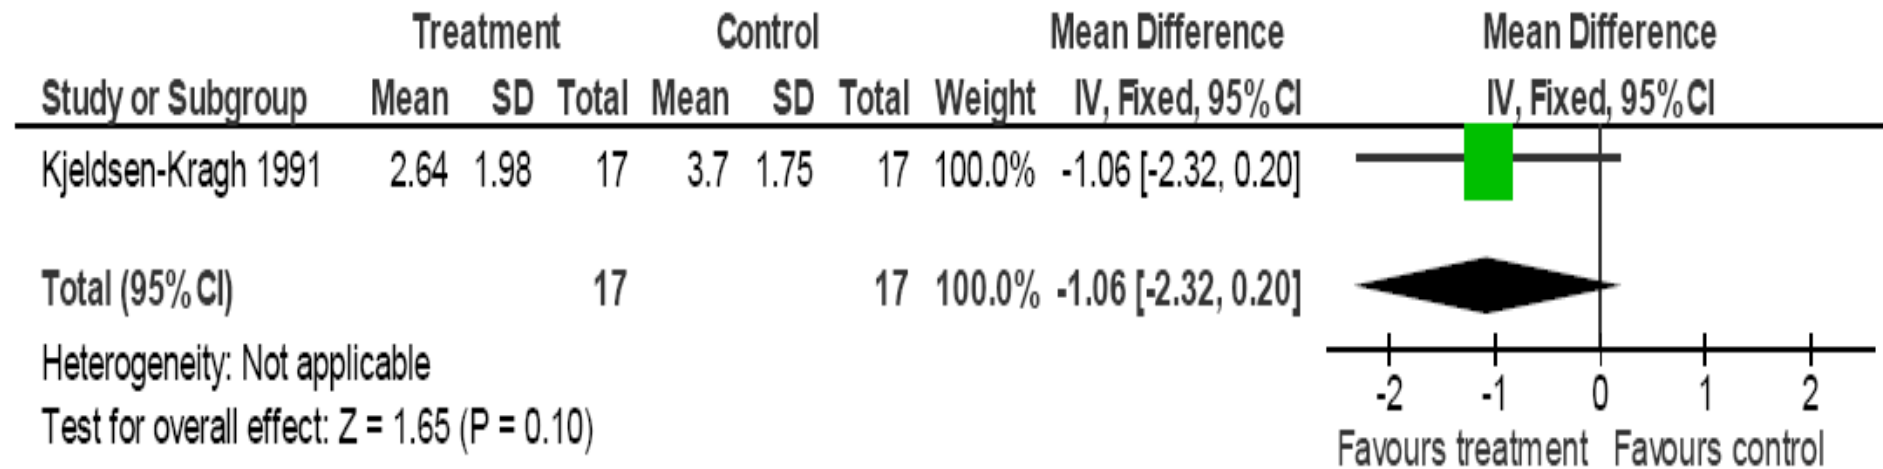 Treatment Control Mean Difference Mean Difference
Study or Subgroup Mean SD Total Mean SD Total Weight IV, Fixed, 95% CI IV, Fixed, 95% CI
Kjeldsen-Kragh 1991 2.64 1.98 17 3.7 1.75 17 100.0% -1.06 [-2.32, 0.20]
Total (95% CI) 17 17 100.0% -1.06 [-2.32, 0.20]
Heterogeneity: Not applicable
Test for overall effect: Z = 1.65 (P = 0.10)
-2 -1 0 1 2
Favours treatment Favours control